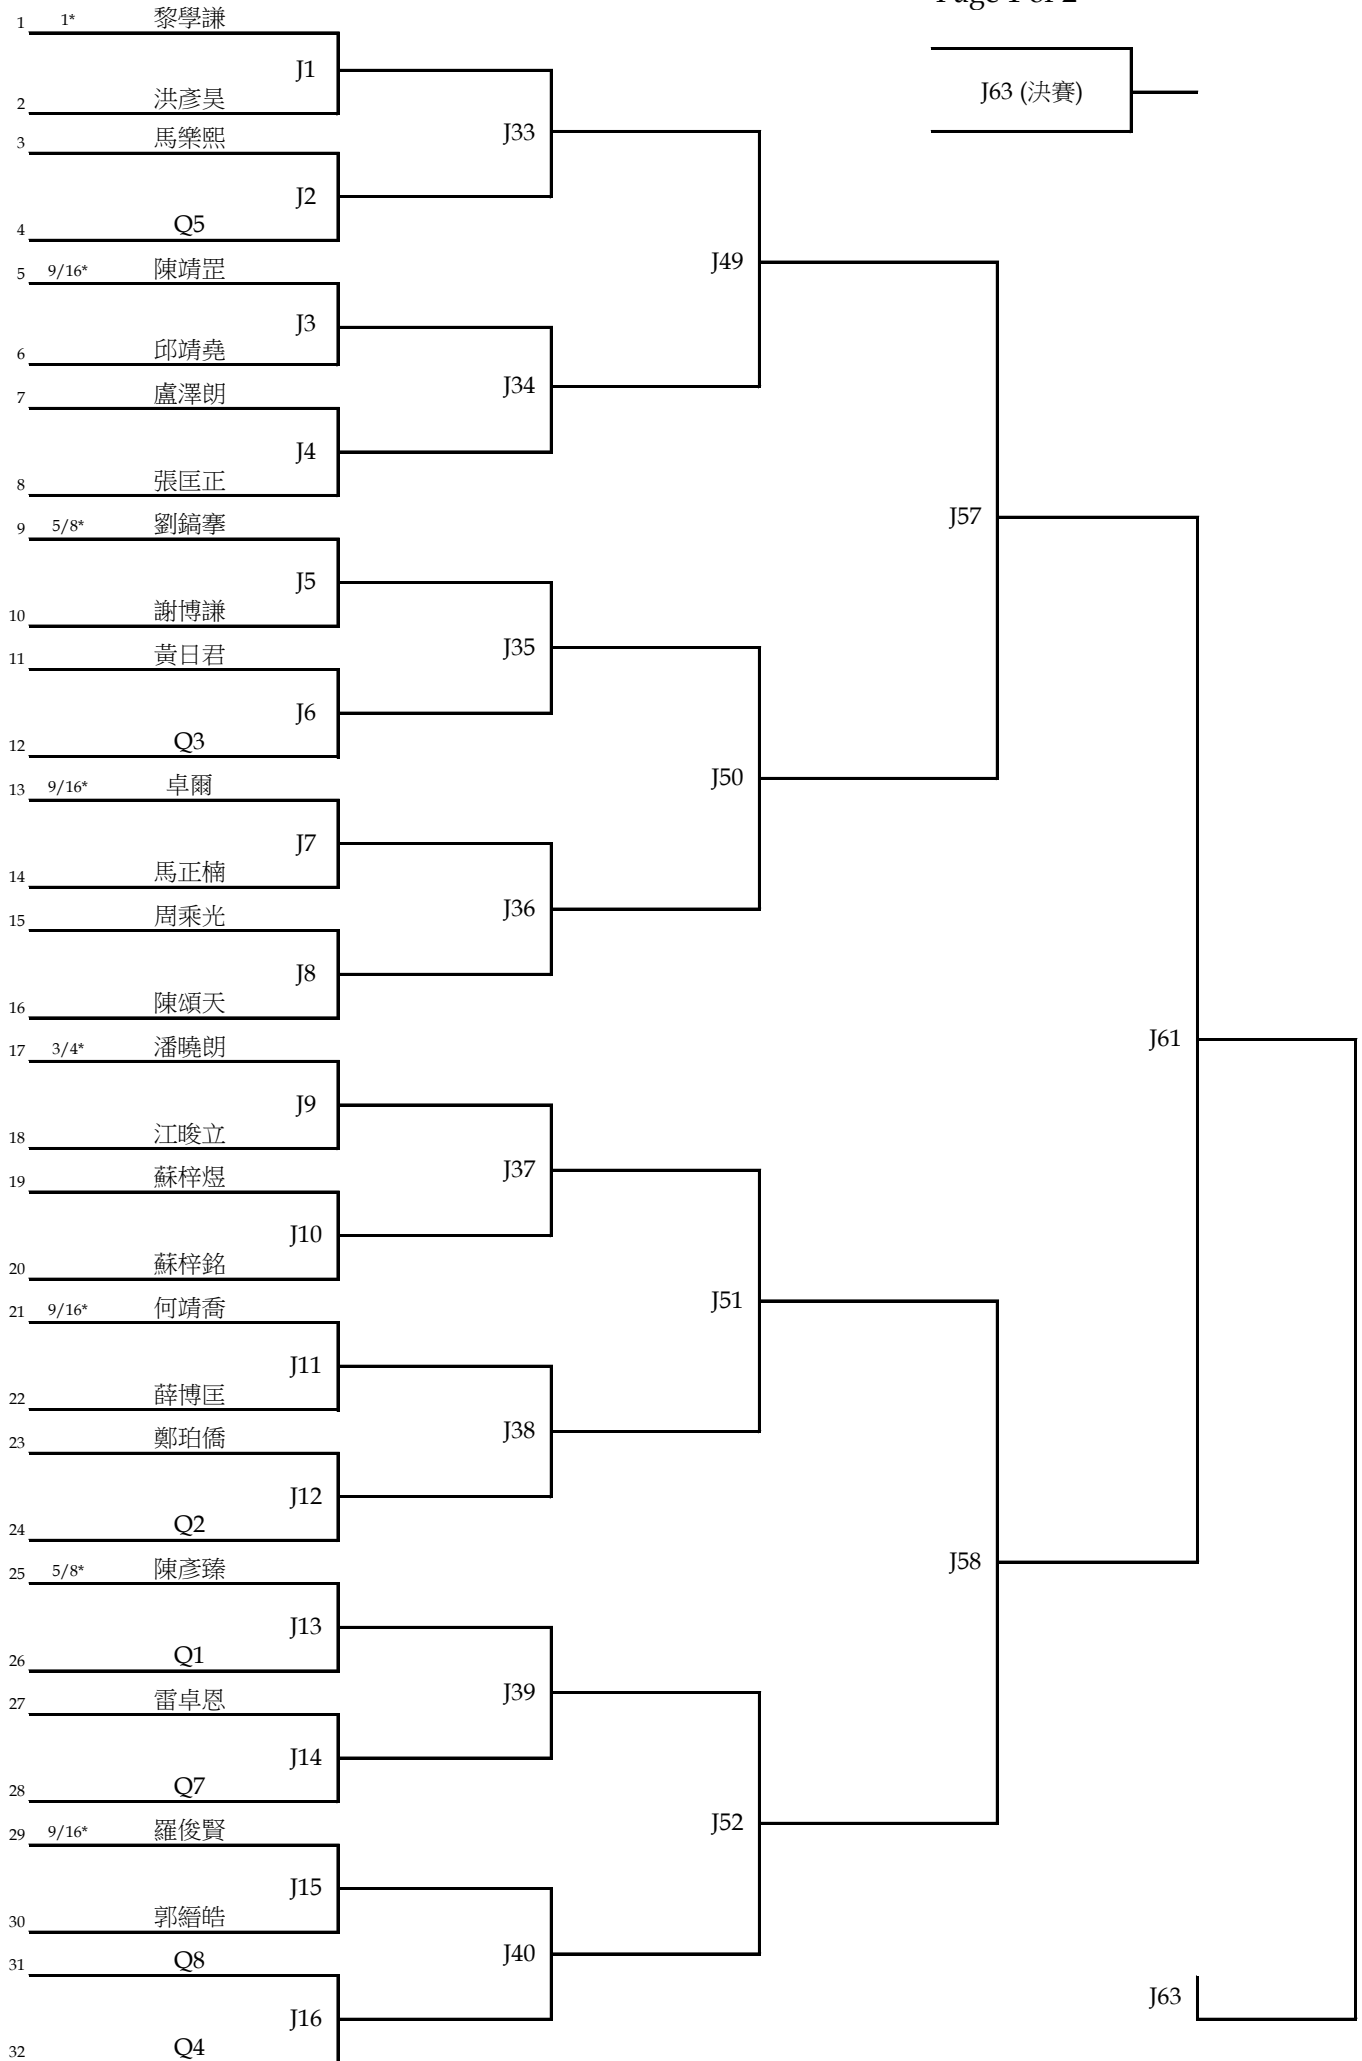 Page 1 of 2
J63 (決賽)
1 1* 黎學謙
J1
2 洪彥昊
J33
3 馬樂熙
J2
4 Q5
J49
5 9/16* 陳靖罡
J3
6 邱靖堯
J34
7 盧澤朗
J4
8 張匡正
J57
9 5/8* 劉鎬搴
J5
10 謝博謙
J35
11 黃日君
J6
12 Q3
J50
13 9/16* 卓爾
J7
14 馬正楠
J36
15 周乘光
J8
16 陳頌天
J61
17 3/4* 潘曉朗
J9
18 江晙立
J37
19 蘇梓煜
J10
20 蘇梓銘
J51
21 9/16* 何靖喬
J11
22 薛博匡
J38
23 鄭珀僑
J12
24 Q2
J58
25 5/8* 陳彥臻
J13
26 Q1
J39
27 雷卓恩
J14
28 Q7
J52
29 9/16* 羅俊賢
J15
30 郭縉皓
J40
31 Q8
J63
J16
32 Q4